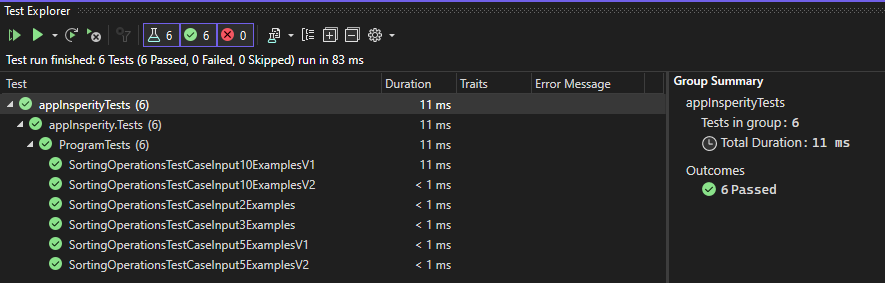 Test Explorer
6 6 0
Test run finished: 6 Tests (6 Passed, 0 Failed, 0 Skipped) run in 83 ms
Test Duration Traits Error Message
appInsperityTests (6) 11 ms
appInsperity.Tests (6) 11 ms
ProgramTests (6) 11 ms
SortingOperationsTestCaseInput10ExamplesV1 11 ms
SortingOperationsTestCaseInput10ExamplesV2 < 1 ms
SortingOperationsTestCaseInput2Examples < 1 ms
SortingOperationsTestCaseInput3Examples < 1 ms
SortingOperationsTestCaseInput5ExamplesV1 < 1 ms
SortingOperationsTestCaseInput5ExamplesV2 < 1 ms
Group Summary
appInsperityTests
Tests in group: 6
Total Duration: 11 ms
Outcomes
6 Passed